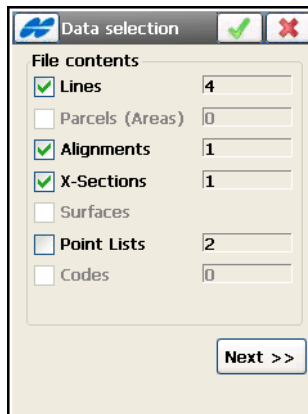 Data selection
File contents
Lines 4
Parcels (Areas) 0
Alignments 1
X-Sections 1
Surfaces
Point Lists 2
Codes 0
Next >>